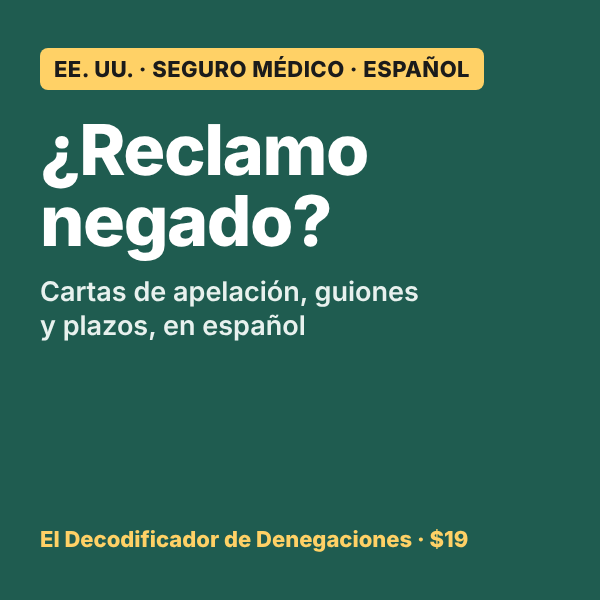 EE. UU. · SEGURO MÉDICO · ESPAÑOL
¿Reclamo
negado?
Cartas de apelación, guiones
y plazos, en español
El Decodificador de Denegaciones · $19